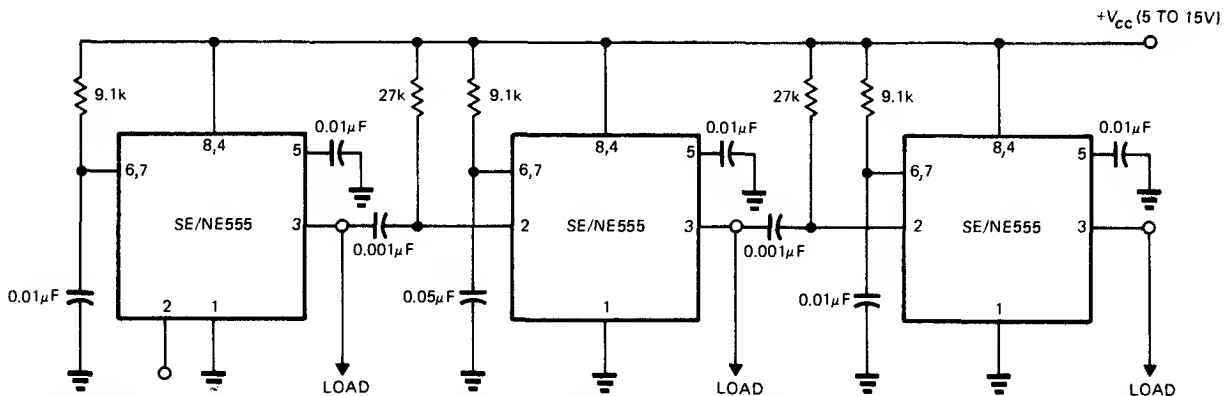 +VCC (5 TO 15V)
9.1k
27k
9.1k
27k
9.1k
0.01µF
0.01µF
0.01µF
8,4
5
8,4
5
8,4
5
6,7
6,7
6,7
SE/NE555
3
2
SE/NE555
3
2
SE/NE555
3
0.001µF
0.001µF
0.01µF
0.05µF
0.01µF
2
1
1
1
LOAD
LOAD
LOAD